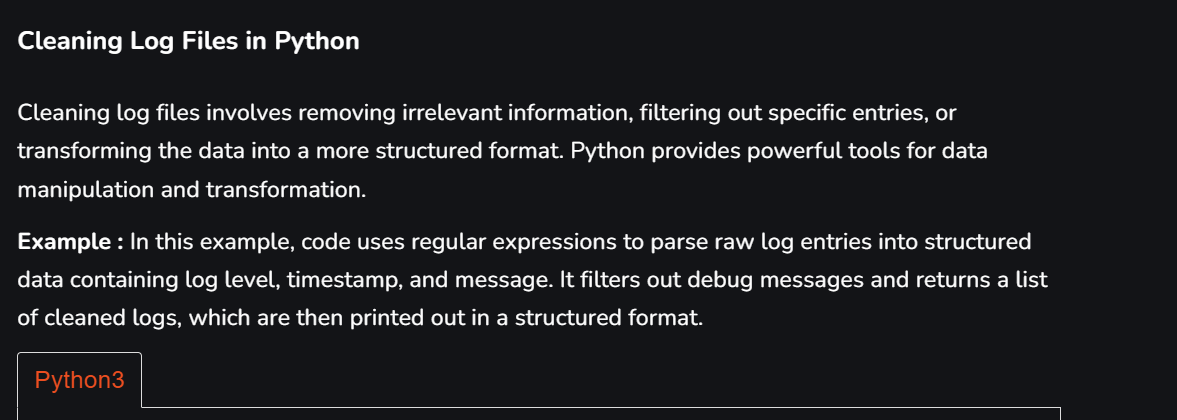 Cleaning Log Files in Python
Cleaning log files involves removing irrelevant information, filtering out specific entries, or
transforming the data into a more structured format. Python provides powerful tools for data
manipulation and transformation.
Example : In this example, code uses regular expressions to parse raw log entries into structured
data containing log level, timestamp, and message. It filters out debug messages and returns a list
of cleaned logs, which are then printed out in a structured format.
Python3